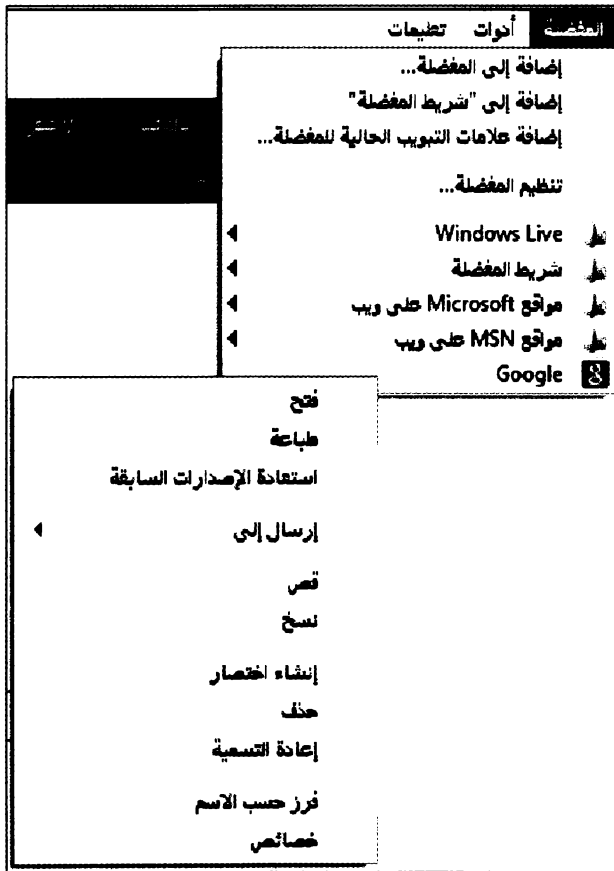 المفضلة أدوات تعليمات
إضافة إلى المفضلة...
إضافة إلى "شريط المفضلة"
إضافة علامات التبويب الحالية للمفضلة...
تنظيم المفضلة...
Windows Live
شريط المفضلة
مواقع Microsoft على ويب
مواقع MSN على ويب
Google
فتح
طباعة
استعادة الإصدارات السابقة
إرسال إلى
قص
نسخ
إنشاء اختصار
حذف
إعادة التسمية
فرز حسب الاسم
خصائص